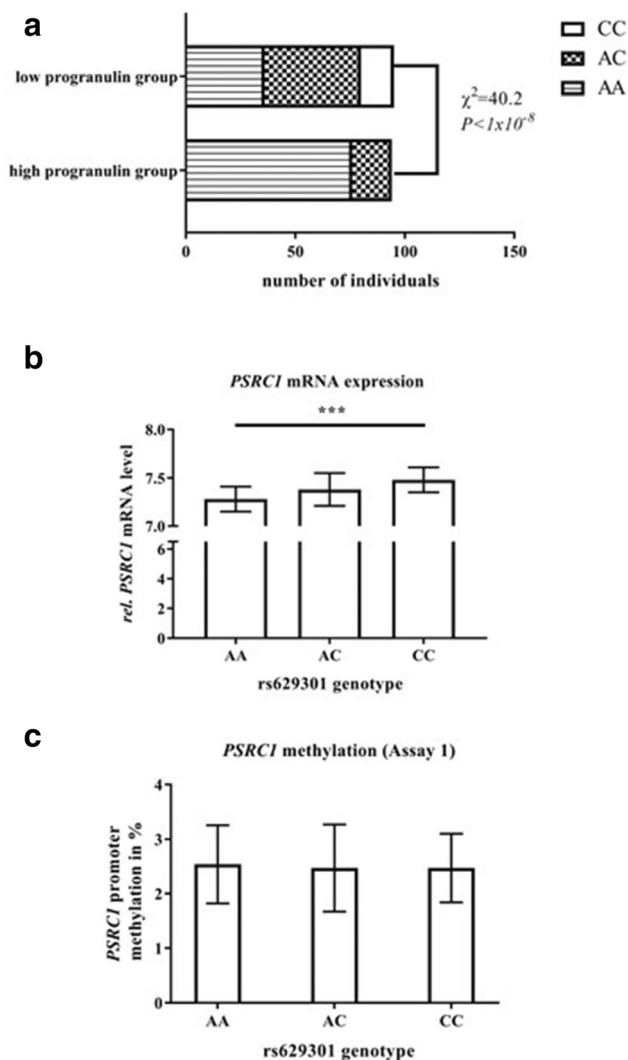 a
CC
AC
AA
low progranulin group
high progranulin group
χ²=40.2
P<1x10⁻⁸
0 50 100 150
number of individuals
b
PSRC1 mRNA expression
***
rel. PSRC1 mRNA level
8.0
7.5
7.0
6
4
2
0
AA AC CC
rs629301 genotype
c
PSRC1 methylation (Assay 1)
PSRC1 promoter
methylation in %
4
3
2
1
0
AA AC CC
rs629301 genotype